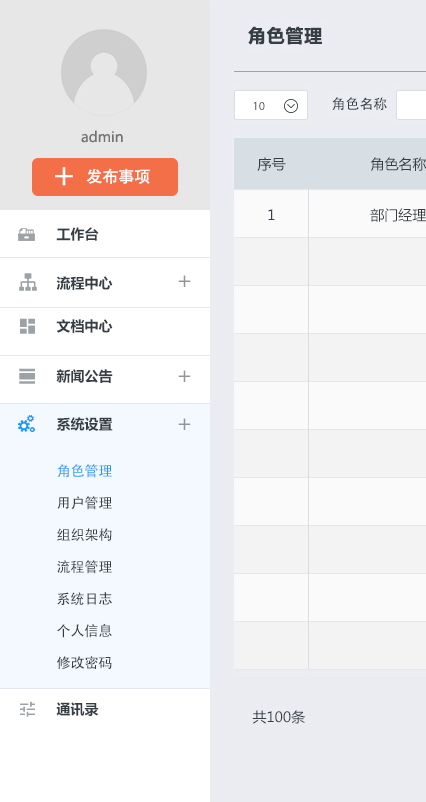 admin
发布事项
工作台
流程中心
文档中心
新闻公告
系统设置
角色管理
用户管理
组织架构
流程管理
系统日志
个人信息
修改密码
通讯录
角色管理
10 角色名称
序号 角色名称
1 部门经理
共100条